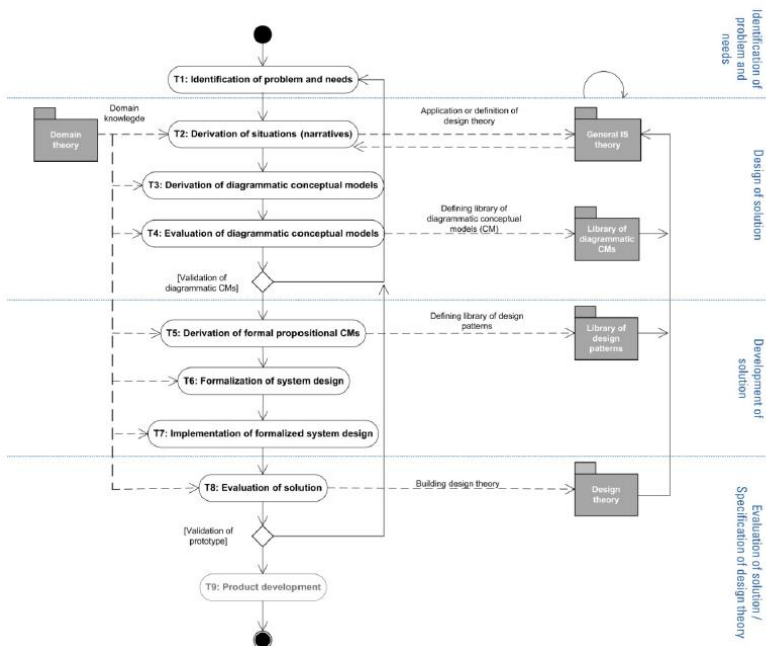 Identification of
problem and
needs
T1: Identification of problem and needs
Domain
knowlegde
Domain
theory
T2: Derivation of situations (narratives)
Application or definition of
design theory
General IS
theory
Design of solution
T3: Derivation of diagrammatic conceptual models
T4: Evaluation of diagrammatic conceptual models
Defining library of
diagrammatic conceptual
models (CM)
Library of
diagrammatic
CMs
[Validation of
diagrammatic CMs]
T5: Derivation of formal propositional CMs
Defining library of design
patterns
Library of
design
patterns
Development of
solution
T6: Formalization of system design
T7: Implementation of formalized system design
T8: Evaluation of solution
Building design theory
Design
theory
Evaluation of solution /
Specification of design theory
[Validation of
prototype]
T9: Product development